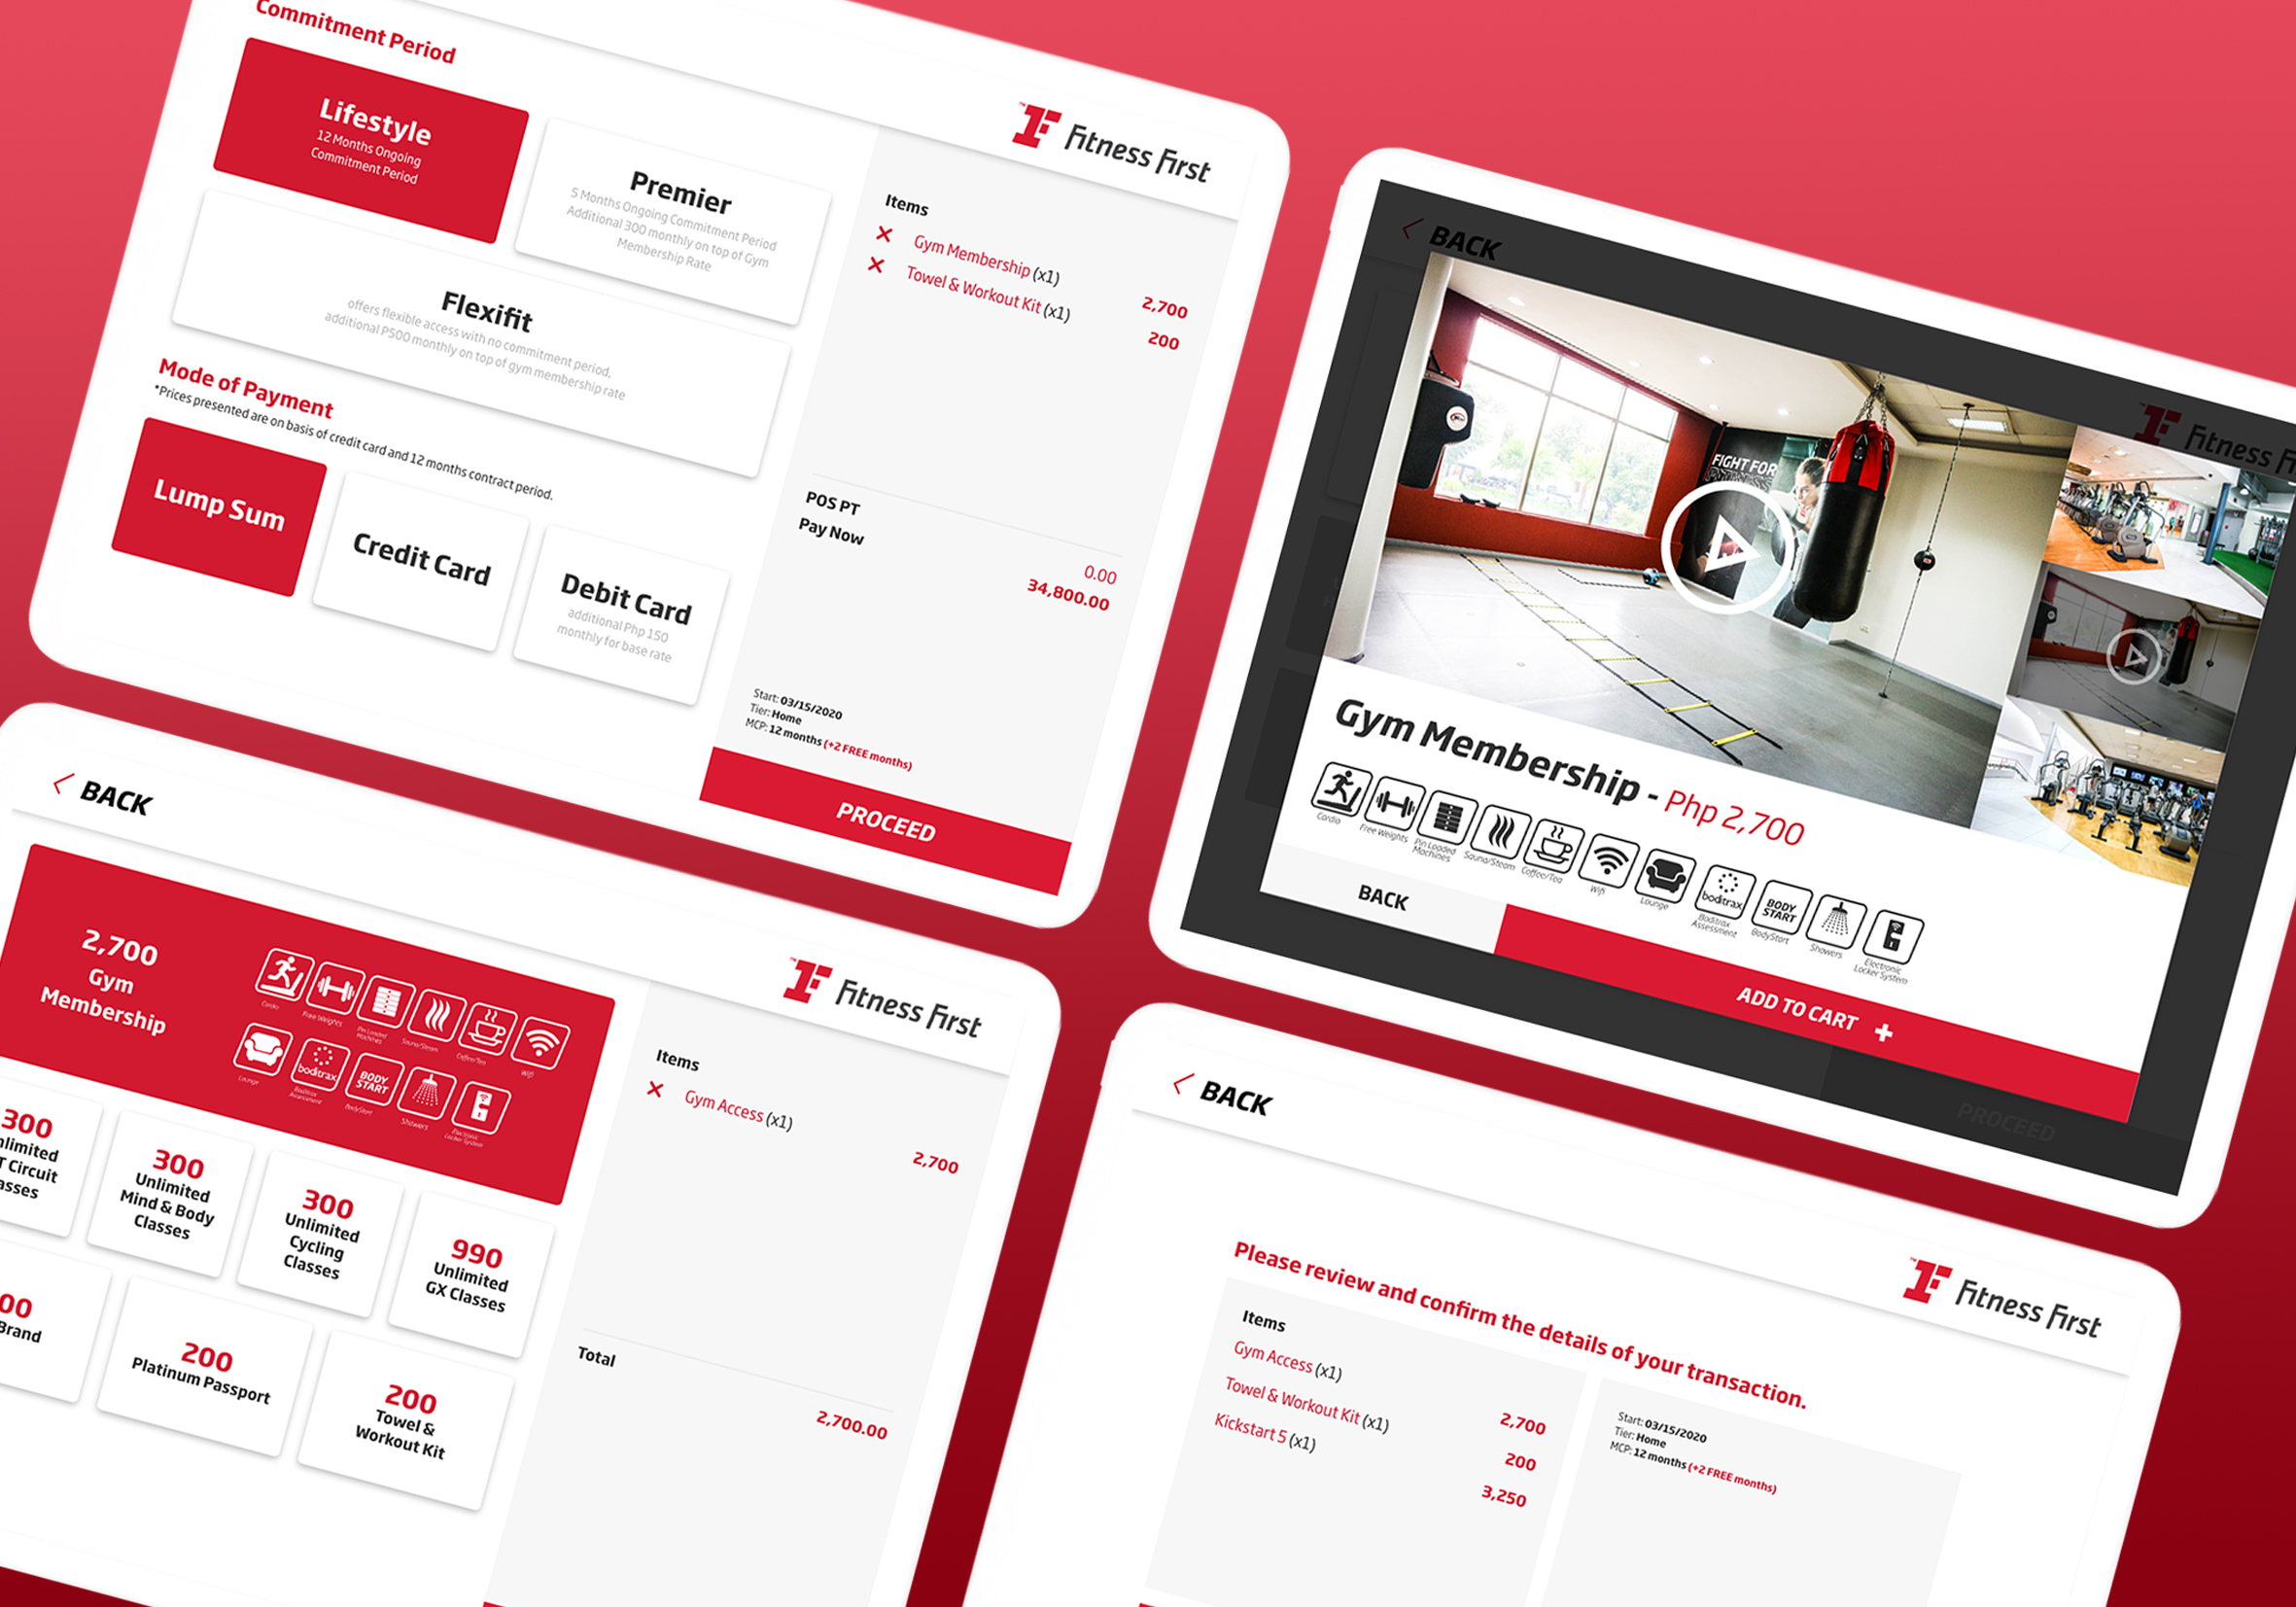 Commitment Period
Lifestyle
12 Months Ongoing
Commitment Period
Premier
5 Months Ongoing Commitment Period
Additional 300 monthly on top of Gym
Membership Rate
Flexifit
offers flexible access with no commitment period,
additional P500 monthly on top of gym membership rate
Mode of Payment
*Prices presented are on basis of credit card and 12 months contract period.
Lump Sum
Credit Card
Debit Card
additional Php 150
monthly for base rate
TM
Fitness First
Items
Gym Membership (x1)
2,700
Towel & Workout Kit (x1)
200
POS PT
0.00
Pay Now
34,800.00
Start: 03/15/2020
Tier: Home
MCP: 12 months (+2 FREE months)
PROCEED
BACK
Fitness F
FIGHT FOR
FITNESS
Gym Membership - Php 2,700
Cardio
Free Weights
Pin Loaded
Machines
Sauna/Steam
Coffee/Tea
Wifi
Lounge
boditrax
Boditrax
Assessment
BODY
START
BodyStart
Showers
Electronic
Locker System
BACK
ADD TO CART
PROCEED
BACK
2,700
Gym
Membership
Cardio
Free Weights
Pin Loaded
Machines
Sauna/Steam
Coffee/Tea
Wifi
Lounge
boditrax
Boditrax
Assessment
BODY
START
BodyStart
Showers
Electronic
Locker System
300
nlimited
T Circuit
asses
300
Unlimited
Mind & Body
Classes
300
Unlimited
Cycling
Classes
990
Unlimited
GX Classes
00
Brand
200
Platinum Passport
200
Towel &
Workout Kit
TM
Fitness First
Items
Gym Access (x1)
2,700
Total
2,700.00
BACK
TM
Fitness First
Please review and confirm the details of your transaction.
Items
Gym Access (x1)
2,700
Towel & Workout Kit (x1)
200
Kickstart 5 (x1)
3,250
Start: 03/15/2020
Tier: Home
MCP: 12 months (+2 FREE months)